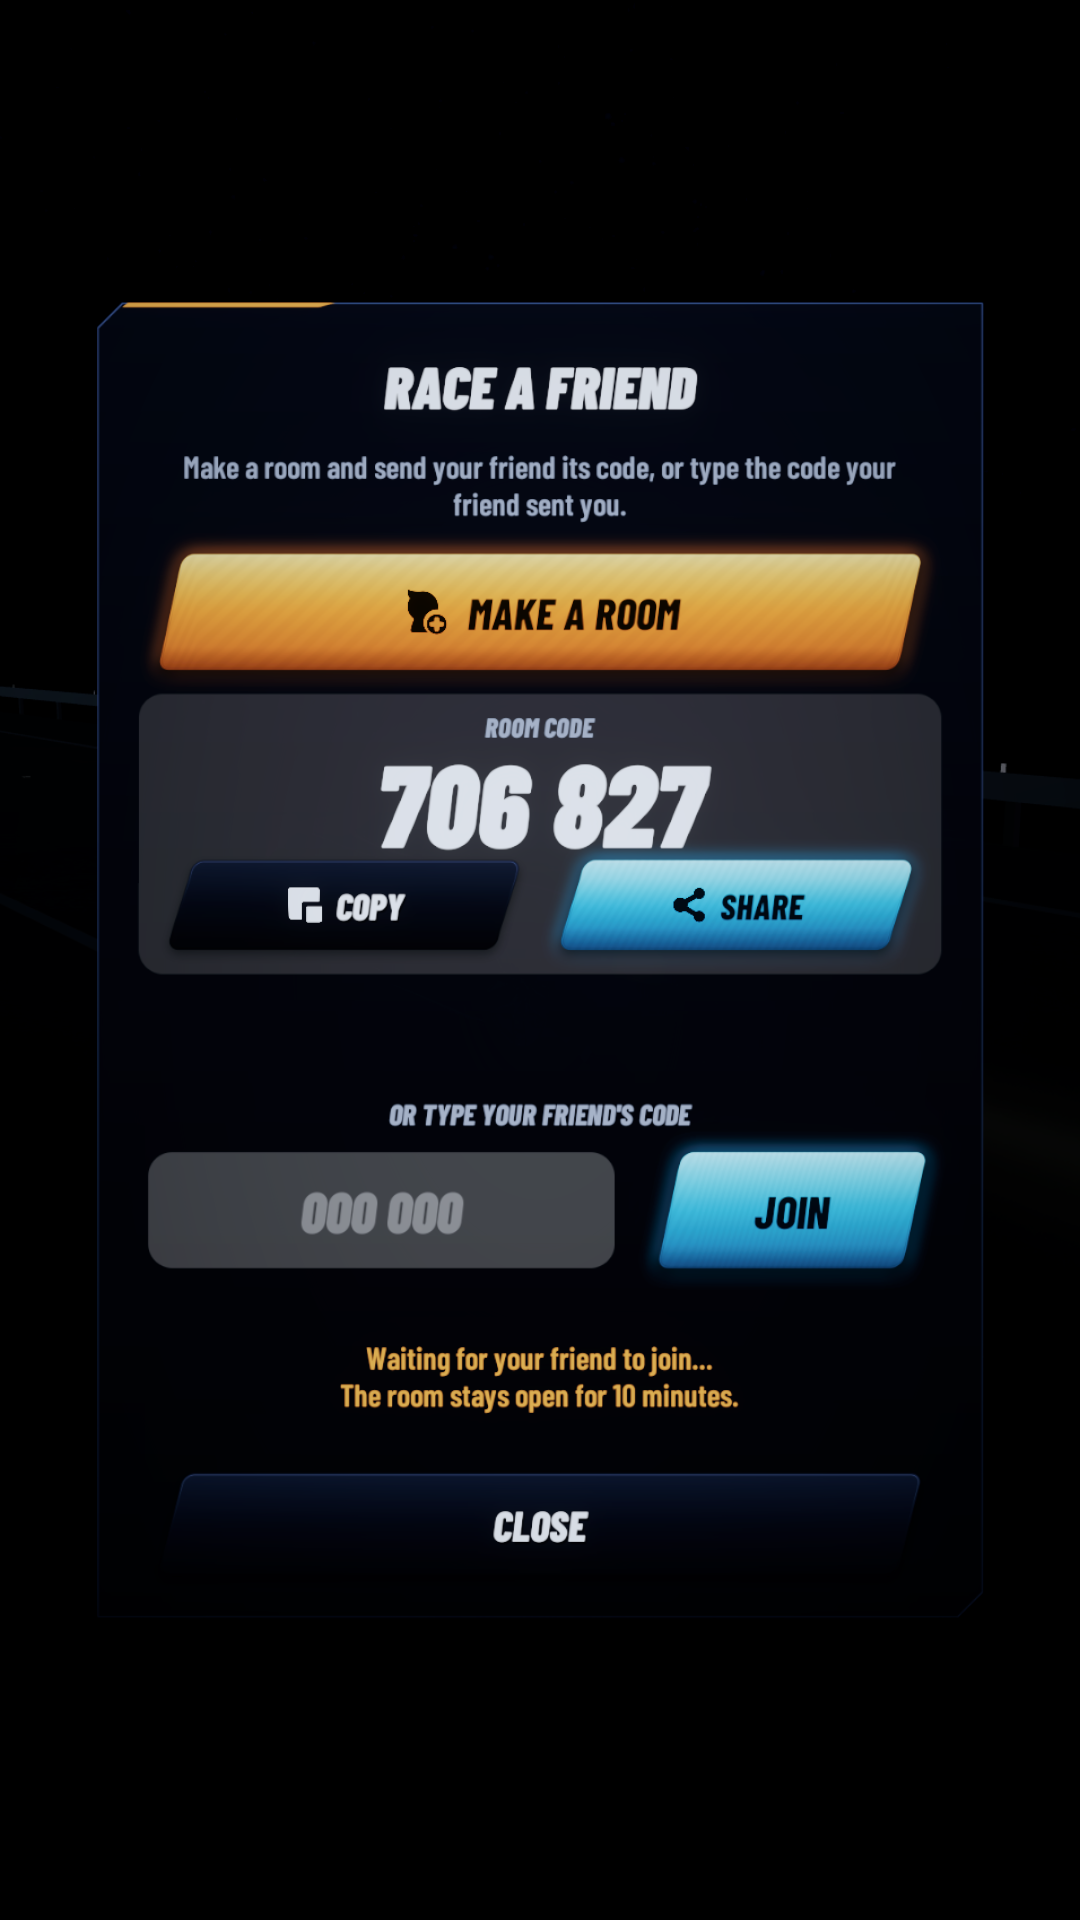 RACE A FRIEND
Make a room and send your friend its code, or type the code your
friend sent you.
MAKE A ROOM
ROOM CODE
706 827
COPY
SHARE
OR TYPE YOUR FRIEND'S CODE
000 000
JOIN
Waiting for your friend to join...
The room stays open for 10 minutes.
CLOSE